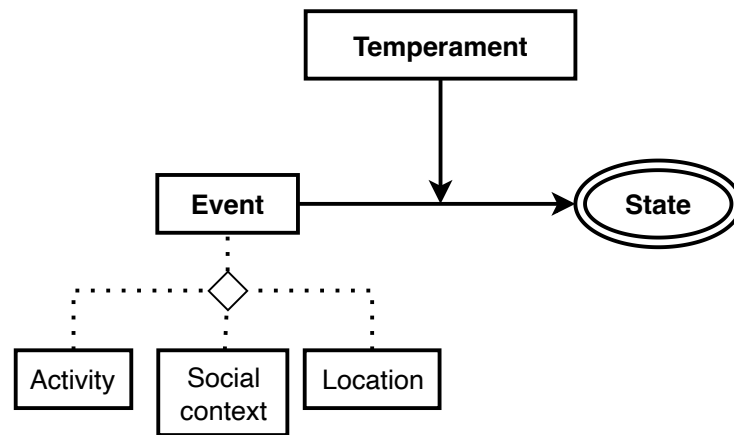 Temperament
Event
State
Activity
Social
context
Location